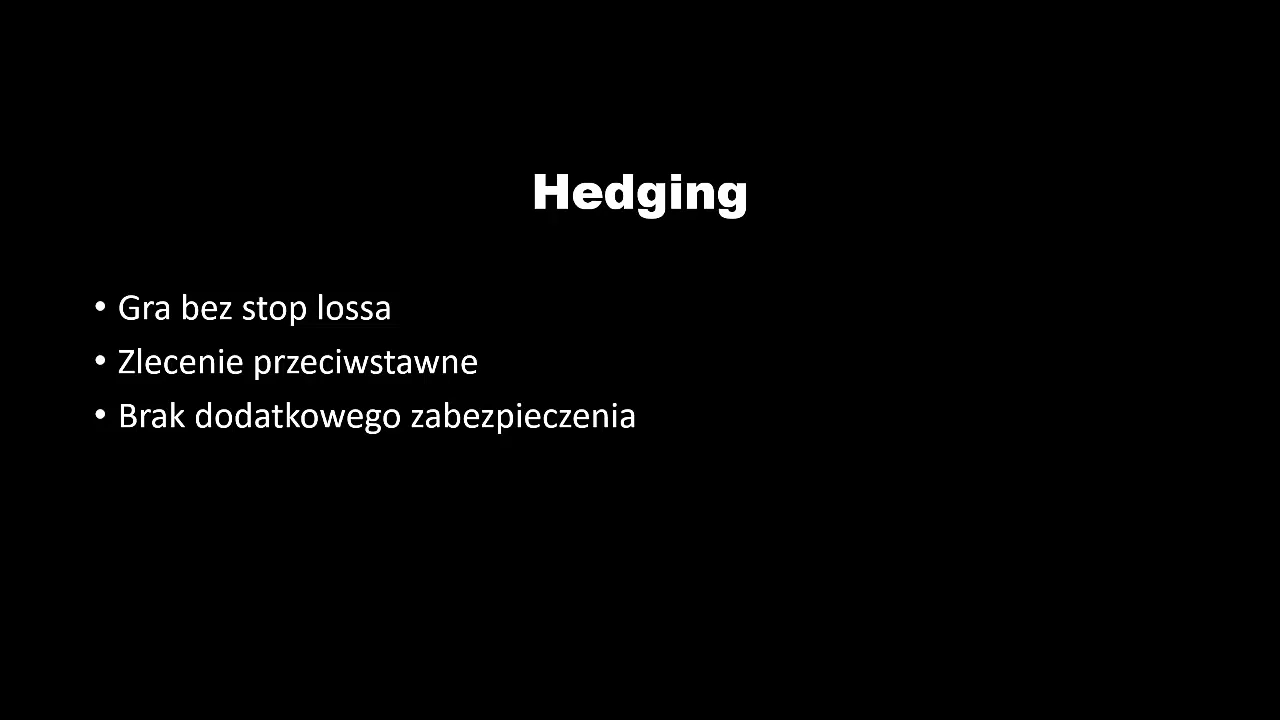 Hedging
• Gra bez stop lossa
• Zlecenie przeciwstawne
• Brak dodatkowego zabezpieczenia